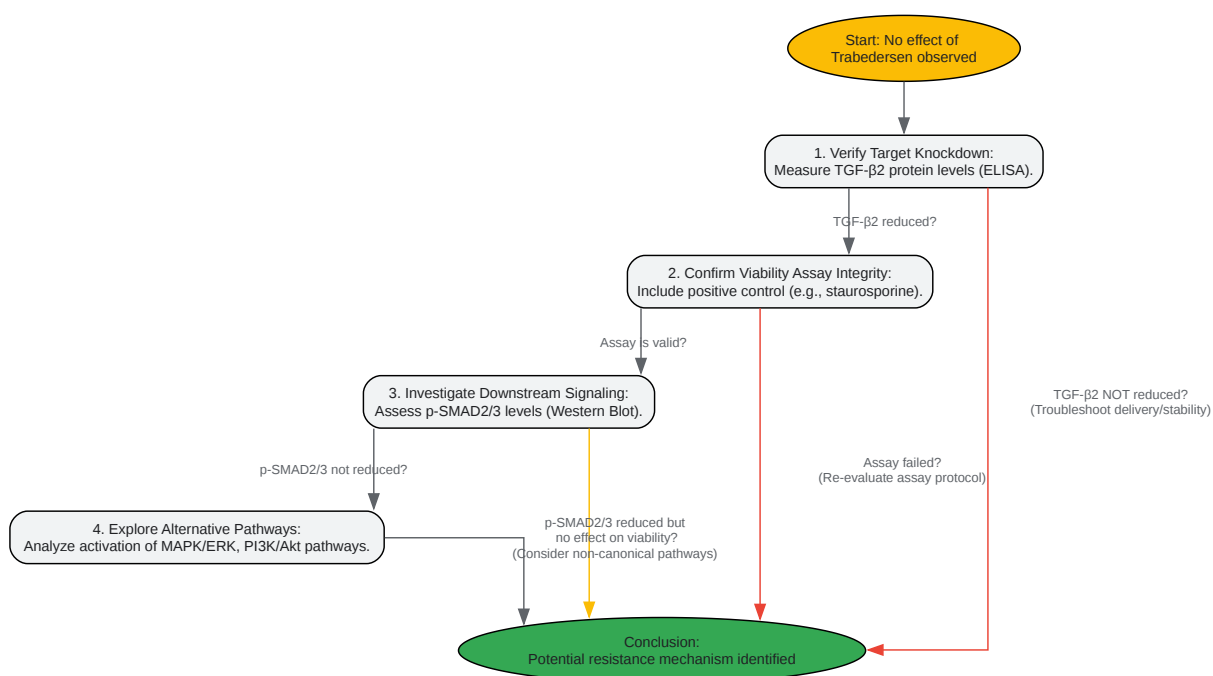 Start: No effect of
Trabedersen observed
1. Verify Target Knockdown:
Measure TGF-β2 protein levels (ELISA).
TGF-β2 reduced?
2. Confirm Viability Assay Integrity:
Include positive control (e.g., staurosporine).
Assay is valid?
3. Investigate Downstream Signaling:
Assess p-SMAD2/3 levels (Western Blot).
TGF-β2 NOT reduced?
(Troubleshoot delivery/stability)
Assay failed?
(Re-evaluate assay protocol)
p-SMAD2/3 not reduced?
4. Explore Alternative Pathways:
Analyze activation of MAPK/ERK, PI3K/Akt pathways.
p-SMAD2/3 reduced but
no effect on viability?
(Consider non-canonical pathways)
Conclusion:
Potential resistance mechanism identified